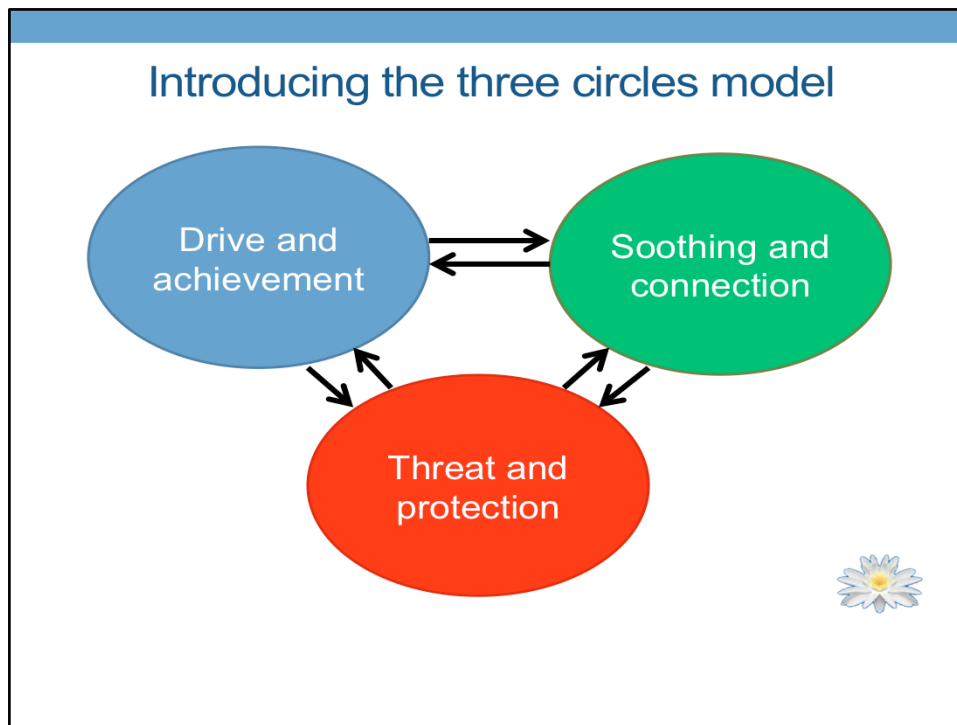 Introducing the three circles model
Drive and
achievement
Soothing and
connection
Threat and
protection